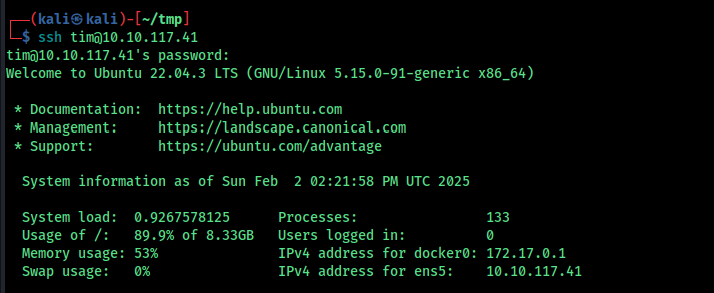 ┌──(kali㉿kali)-[~/tmp]
└─$ ssh tim@10.10.117.41
tim@10.10.117.41's password:
Welcome to Ubuntu 22.04.3 LTS (GNU/Linux 5.15.0-91-generic x86_64)
* Documentation:  https://help.ubuntu.com
* Management:     https://landscape.canonical.com
* Support:        https://ubuntu.com/advantage
System information as of Sun Feb  2 02:21:58 PM UTC 2025
System load:  0.9267578125      Processes:                133
Usage of /:   89.9% of 8.33GB   Users logged in:          0
Memory usage: 53%               IPv4 address for docker0: 172.17.0.1
Swap usage:   0%                IPv4 address for ens5:    10.10.117.41